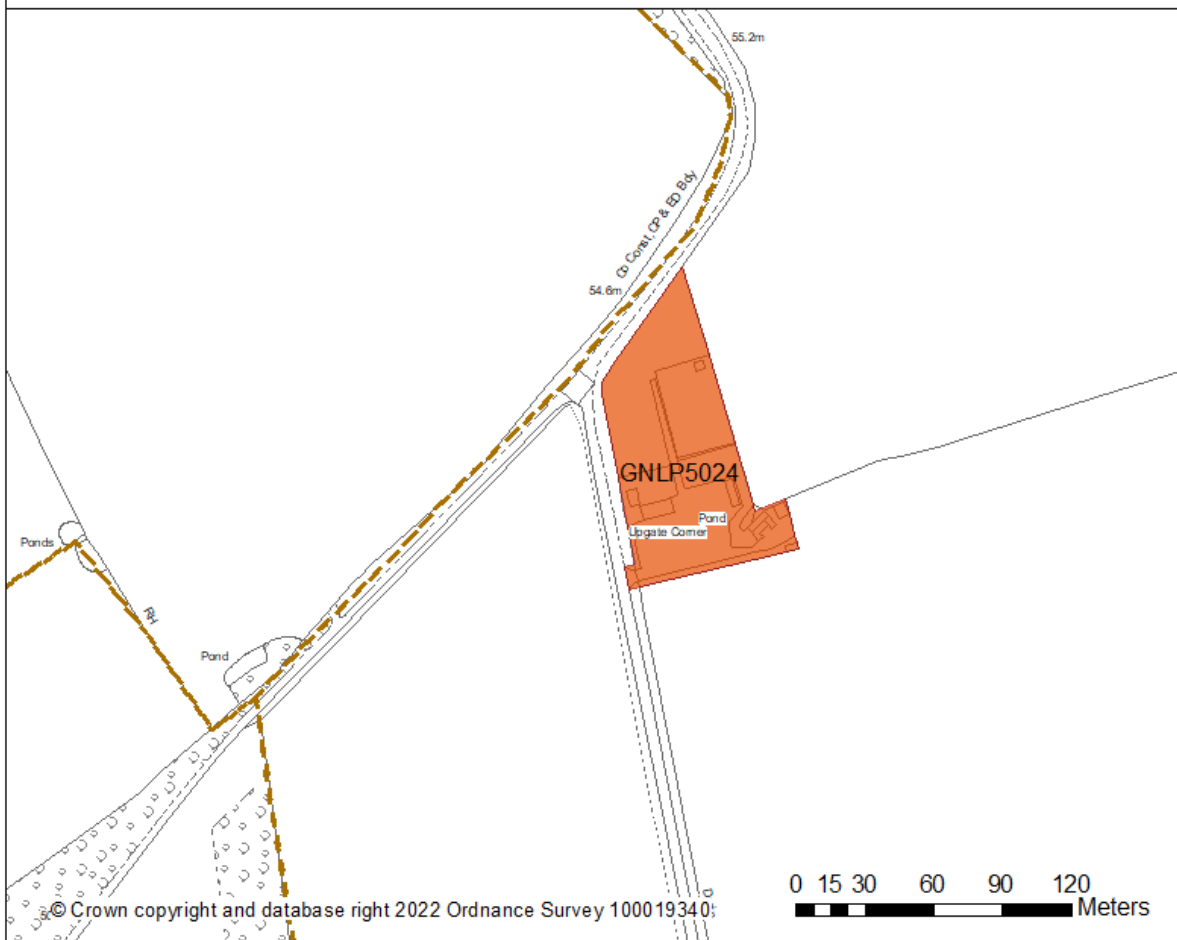 55.2m
Co Const, CP & ED Bdy
54.6m
GNLP5024
Pond
Upgate Corner
Ponds
RH
Pond
0 15 30 60 90 120
Meters
© Crown copyright and database right 2022 Ordnance Survey 100019340